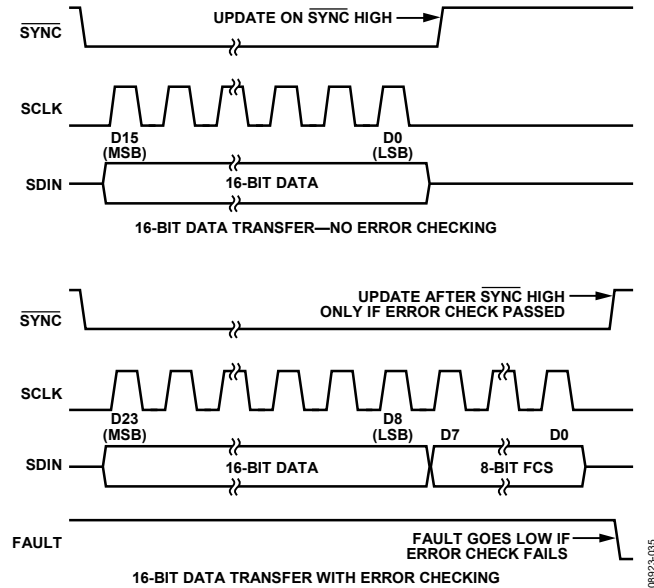 UPDATE ON SYNC HIGH
SYNC
SCLK
D15
(MSB)
D0
(LSB)
SDIN
16-BIT DATA
16-BIT DATA TRANSFER—NO ERROR CHECKING
UPDATE AFTER SYNC HIGH
ONLY IF ERROR CHECK PASSED
SYNC
SCLK
D23
(MSB)
D8
(LSB)
D7
D0
SDIN
16-BIT DATA
8-BIT FCS
FAULT
FAULT GOES LOW IF
ERROR CHECK FAILS
16-BIT DATA TRANSFER WITH ERROR CHECKING
06923-035